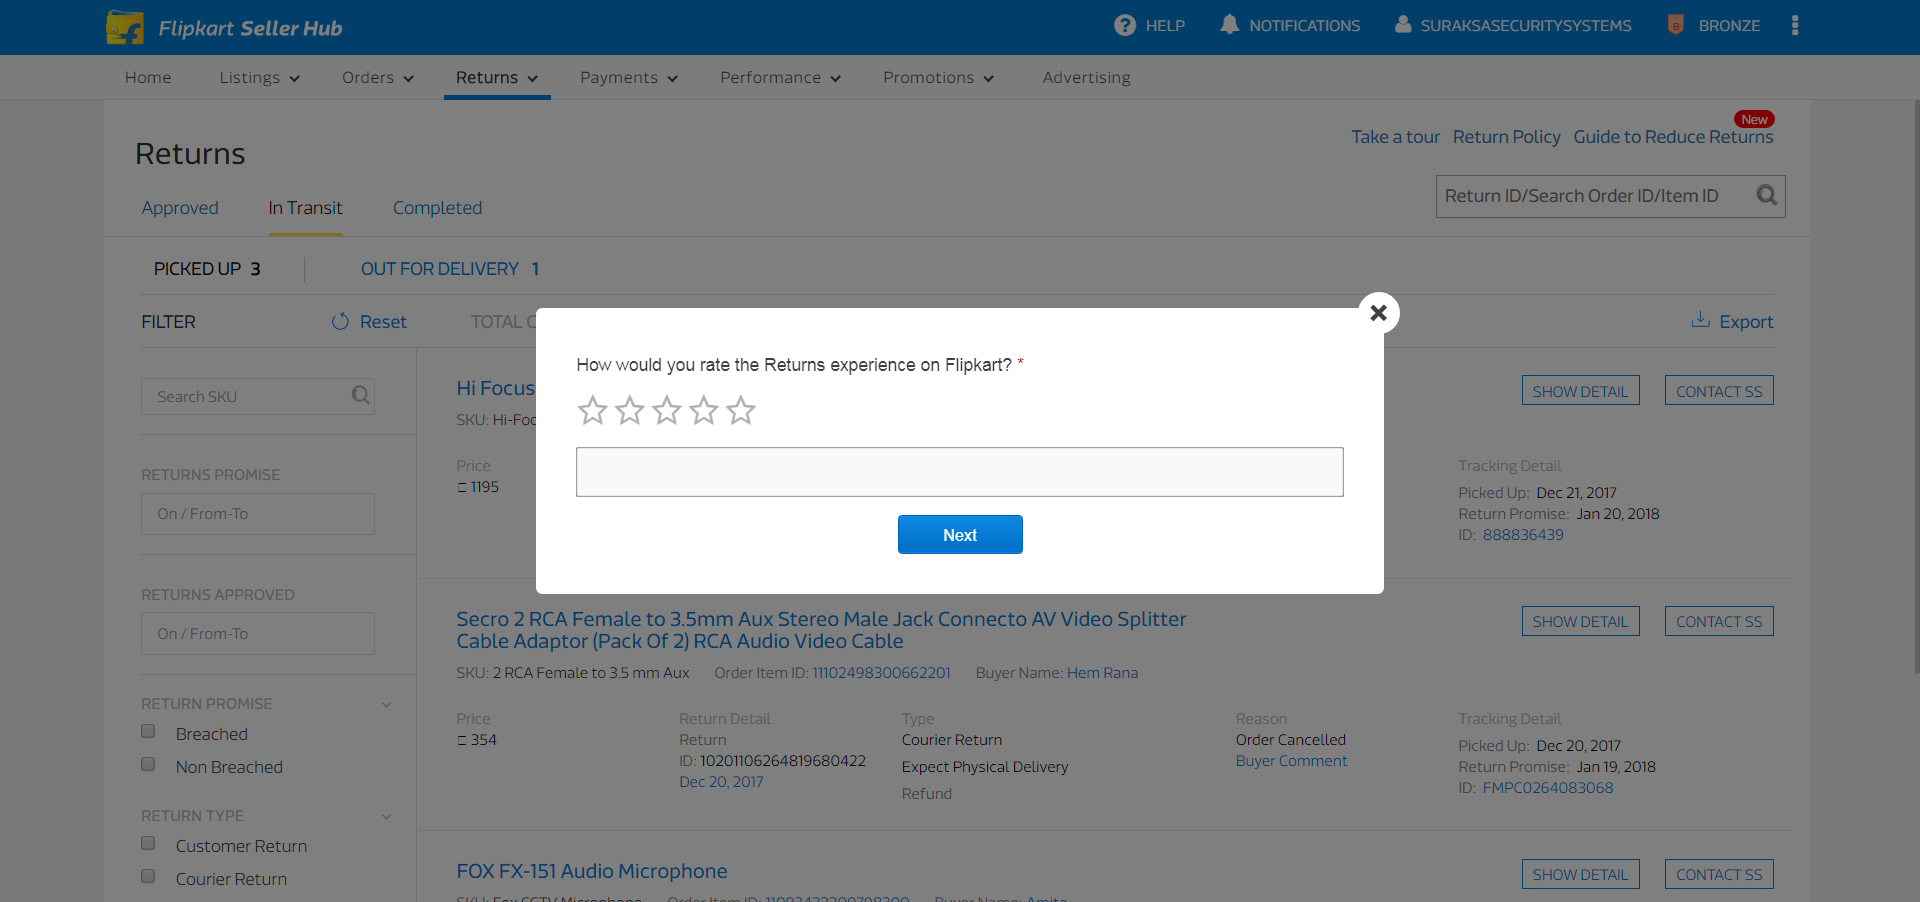 Flipkart Seller Hub
HELP
NOTIFICATIONS
SURAKSASECURITYSYSTEMS
B
BRONZE
Home
Listings
Orders
Returns
Payments
Performance
Promotions
Advertising
Returns
New
Take a tour
Return Policy
Guide to Reduce Returns
Approved
In Transit
Completed
Return ID/Search Order ID/Item ID
PICKED UP 3
OUT FOR DELIVERY 1
FILTER
Reset
TOTAL
Export
How would you rate the Returns experience on Flipkart? *
Next
Search SKU
RETURNS PROMISE
On / From-To
RETURNS APPROVED
On / From-To
RETURN PROMISE
Breached
Non Breached
RETURN TYPE
Customer Return
Courier Return
Hi Focus
SHOW DETAIL
CONTACT SS
SKU: Hi-Foc
Price
1195
Tracking Detail
Picked Up: Dec 21, 2017
Return Promise: Jan 20, 2018
ID: 888836439
Secro 2 RCA Female to 3.5mm Aux Stereo Male Jack Connecto AV Video Splitter
Cable Adaptor (Pack Of 2) RCA Audio Video Cable
SHOW DETAIL
CONTACT SS
SKU: 2 RCA Female to 3.5 mm Aux
Order Item ID: 11102498300662201
Buyer Name: Hem Rana
Price
354
Return Detail
Return
ID: 10201106264819680422
Dec 20, 2017
Type
Courier Return
Expect Physical Delivery
Refund
Reason
Order Cancelled
Buyer Comment
Tracking Detail
Picked Up: Dec 20, 2017
Return Promise: Jan 19, 2018
ID: FMPC0264083068
FOX FX-151 Audio Microphone
SHOW DETAIL
CONTACT SS
SKU: Fox CCTV Microphone
Order Item ID:
Buyer Name: Amite